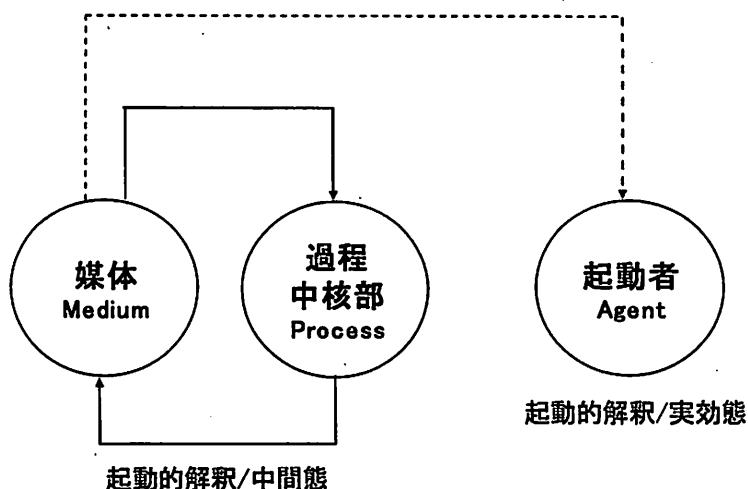 媒体
Medium
過程
中核部
Process
起動者
Agent
起動的解釈/実効態
起動的解釈/中間態